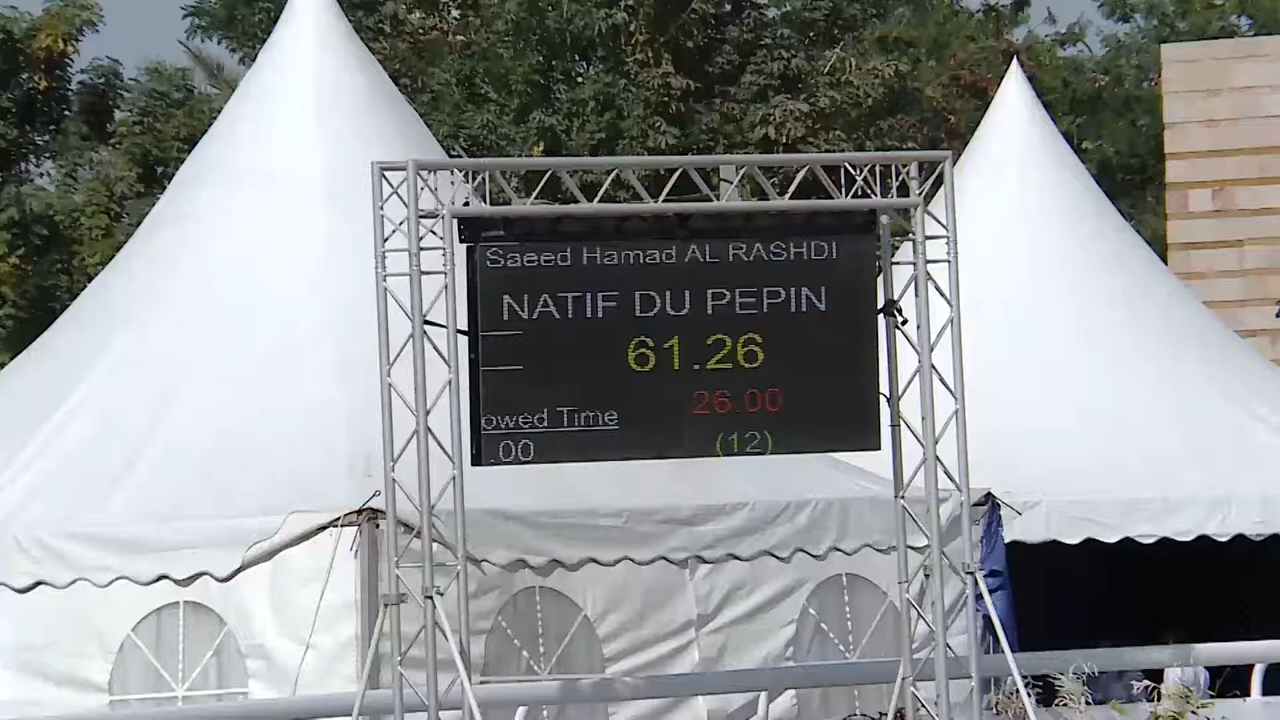 Saeed Hamad AL RASHDI
NATIF DU PEPIN
61.26
26.00
owed Time
.00
(12)